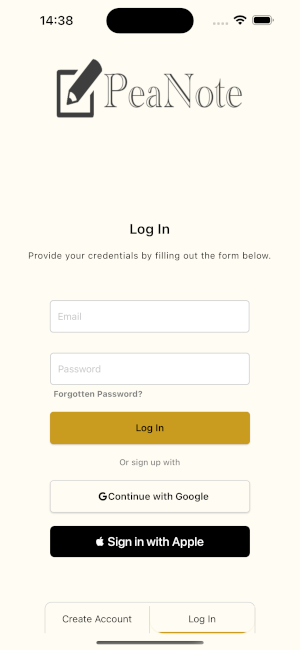 14:38
PeaNote
Log In
Provide your credentials by filling out the form below.
Email
Password
Forgotten Password?
Log In
Or sign up with
Continue with Google
Sign in with Apple
Create Account
Log In